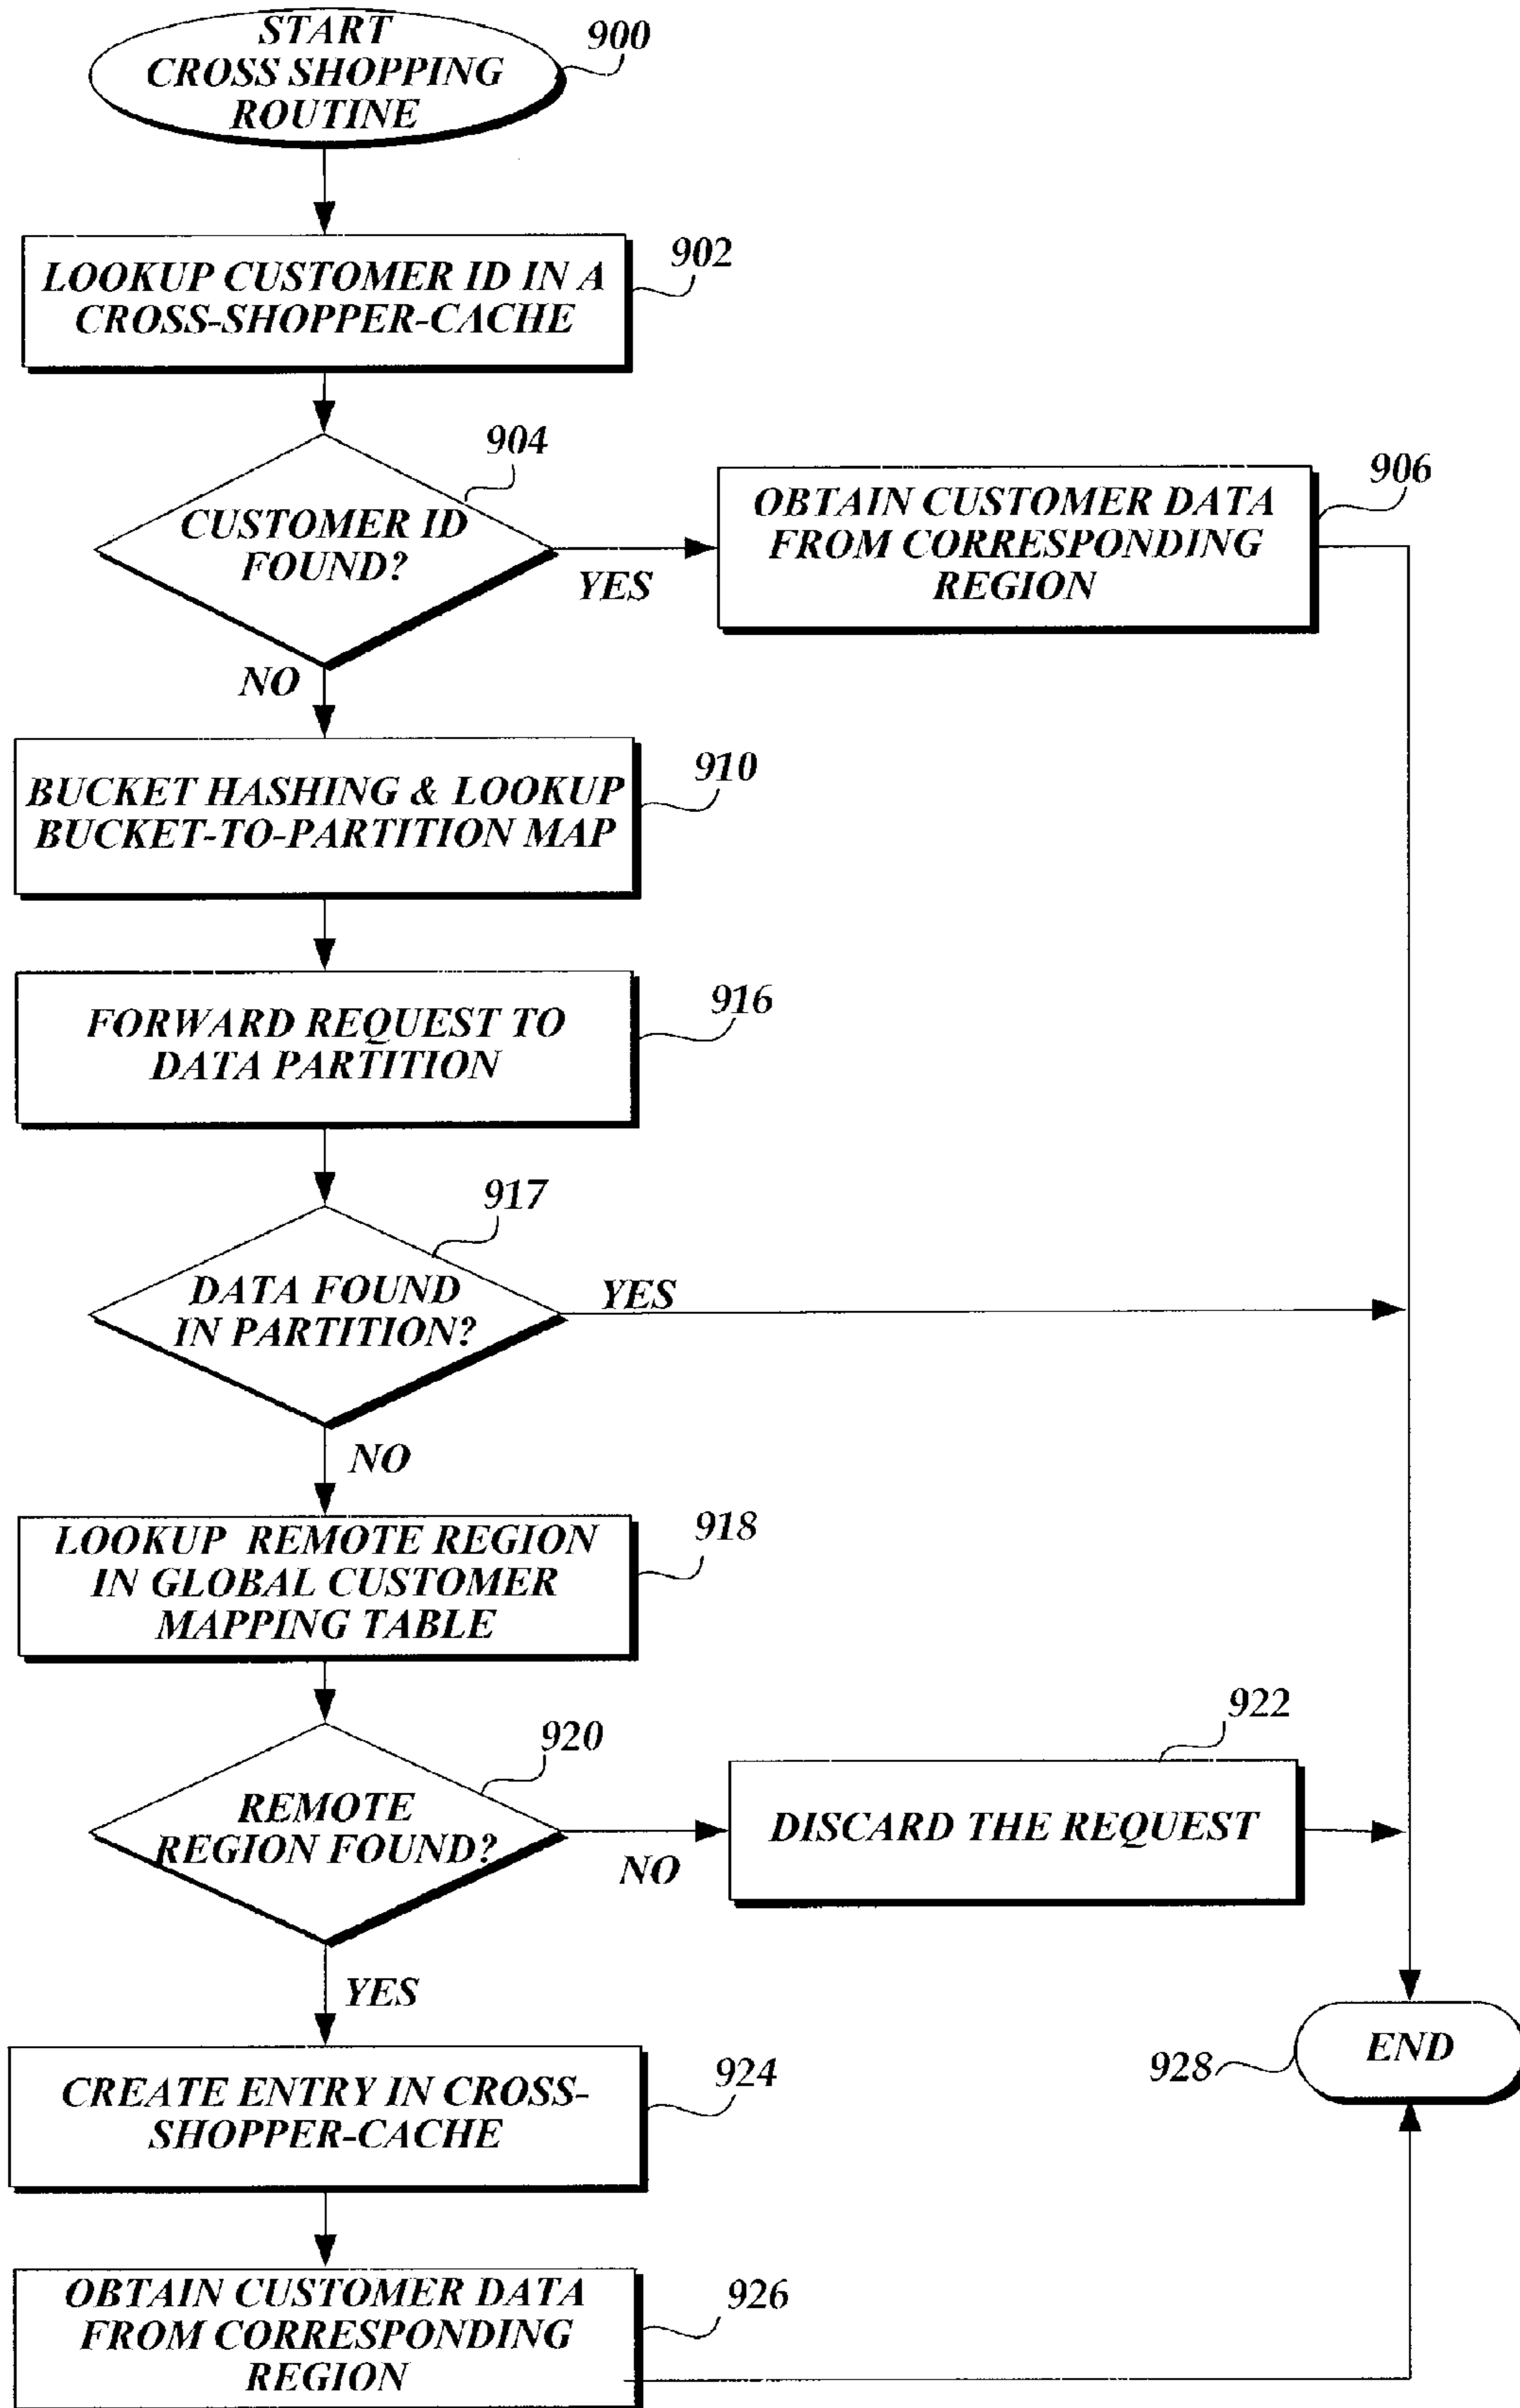 START
CROSS SHOPPING
ROUTINE
900
LOOKUP CUSTOMER ID IN A
CROSS-SHOPPER-CACHE
902
904
CUSTOMER ID
FOUND?
YES
NO
OBTAIN CUSTOMER DATA
FROM CORRESPONDING
REGION
906
BUCKET HASHING & LOOKUP
BUCKET-TO-PARTITION MAP
910
FORWARD REQUEST TO
DATA PARTITION
916
917
DATA FOUND
IN PARTITION?
YES
NO
LOOKUP REMOTE REGION
IN GLOBAL CUSTOMER
MAPPING TABLE
918
920
REMOTE
REGION FOUND?
NO
922
DISCARD THE REQUEST
YES
CREATE ENTRY IN CROSS-
SHOPPER-CACHE
924
928
END
OBTAIN CUSTOMER DATA
FROM CORRESPONDING
REGION
926